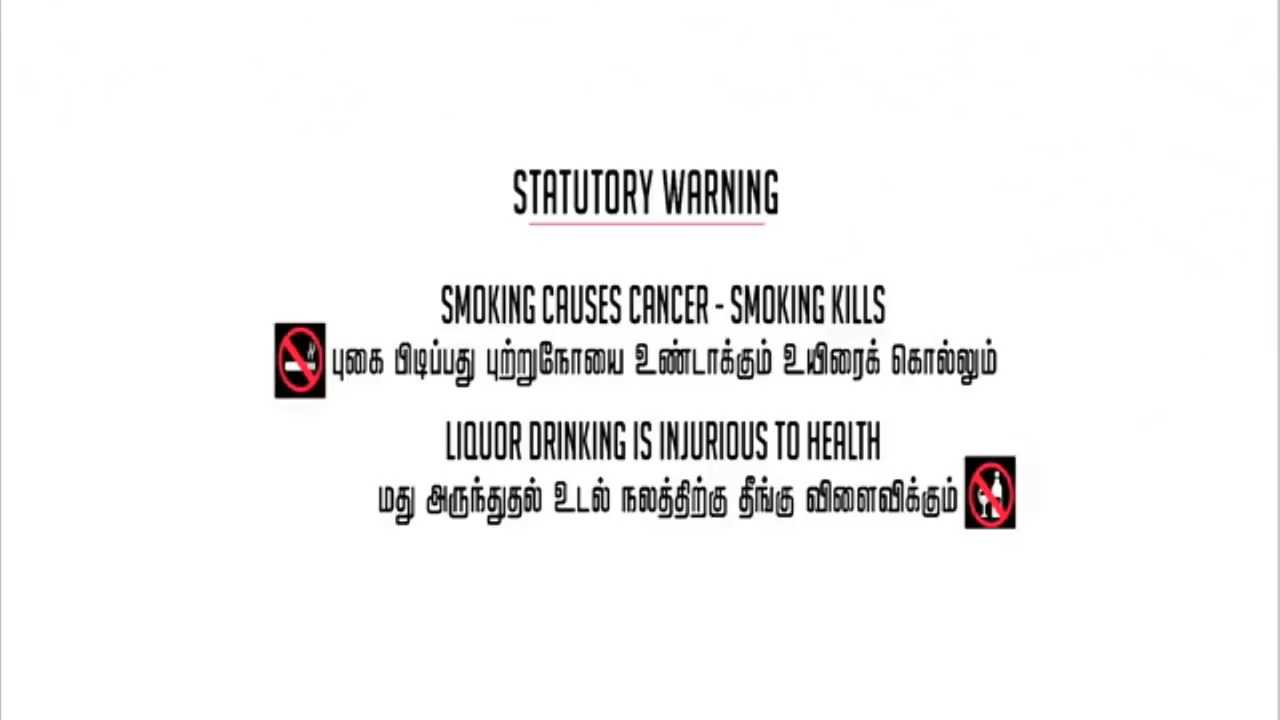 STATUTORY WARNING
SMOKING CAUSES CANCER - SMOKING KILLS
புகை பிடிப்பது புற்றுநோயை உண்டாக்கும் உயிரைக் கொல்லும்
LIQUOR DRINKING IS INJURIOUS TO HEALTH
மது அருந்துதல் உடல் நலத்திற்கு தீங்கு விளைவிக்கும்